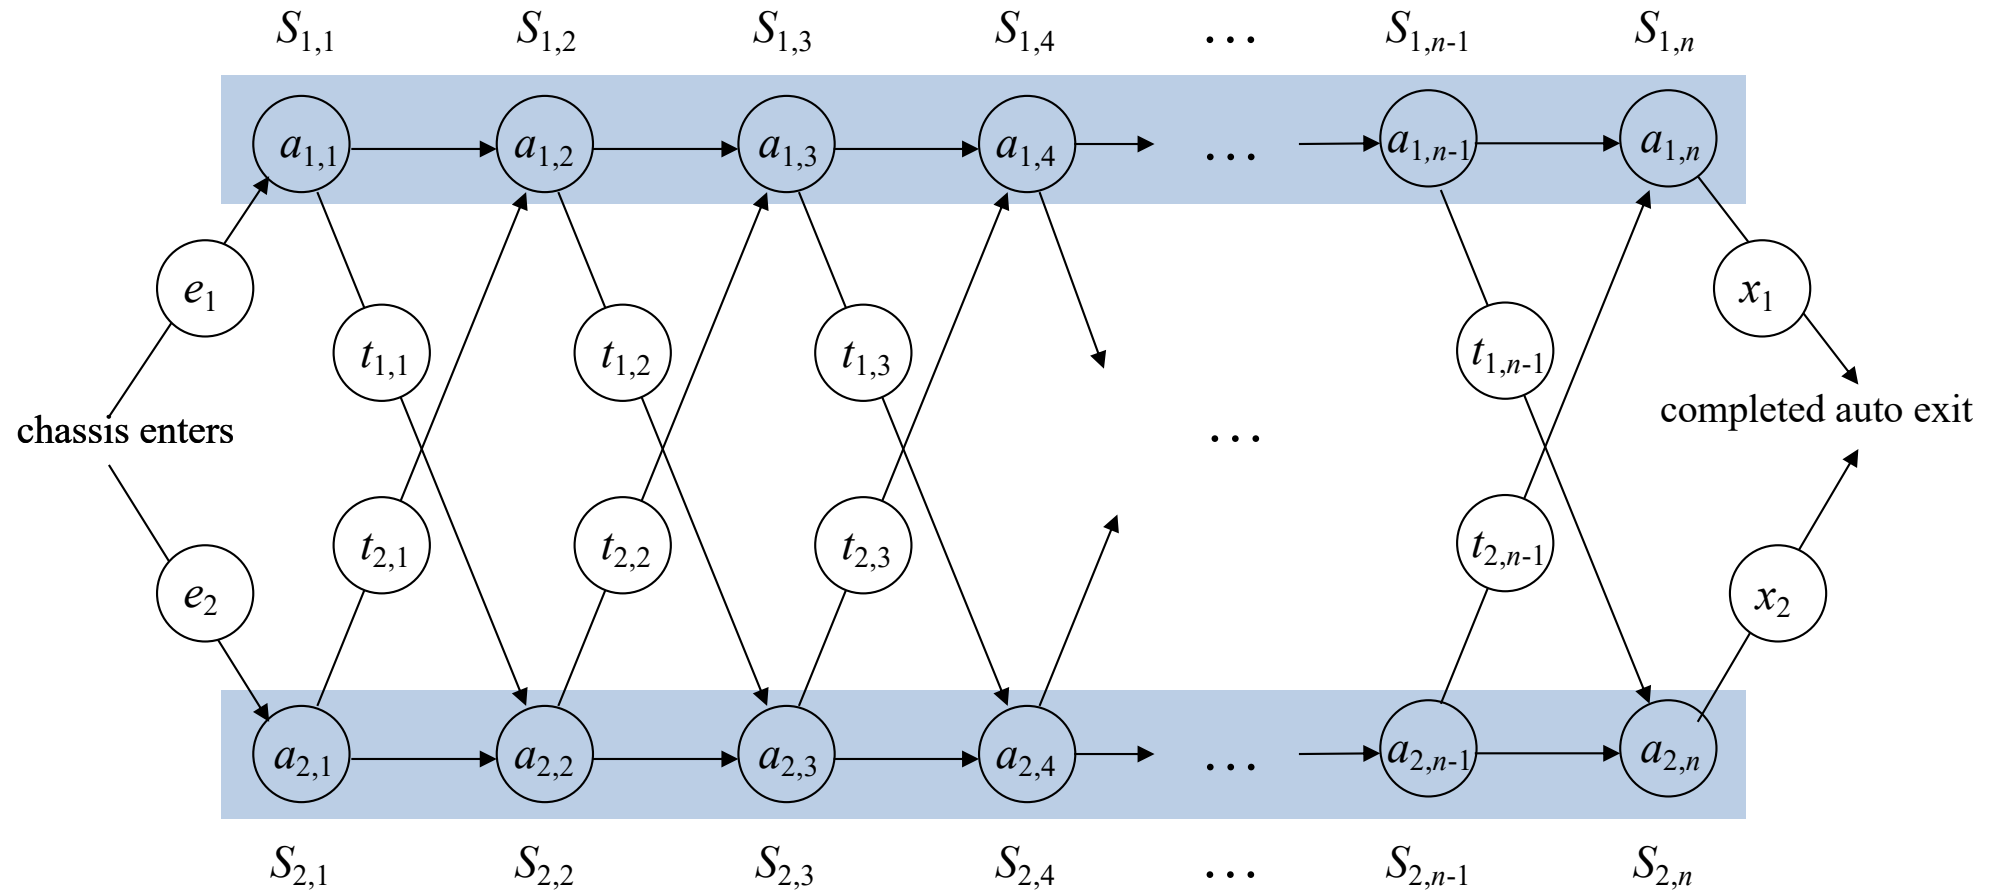 S1,1 S1,2 S1,3 S1,4 … S1,n-1 S1,n
a1,1 a1,2 a1,3 a1,4 … a1,n-1 a1,n
e1 x1
t1,1 t1,2 t1,3 t1,n-1
chassis enters … completed auto exit
t2,1 t2,2 t2,3 t2,n-1
e2 x2
a2,1 a2,2 a2,3 a2,4 … a2,n-1 a2,n
S2,1 S2,2 S2,3 S2,4 … S2,n-1 S2,n